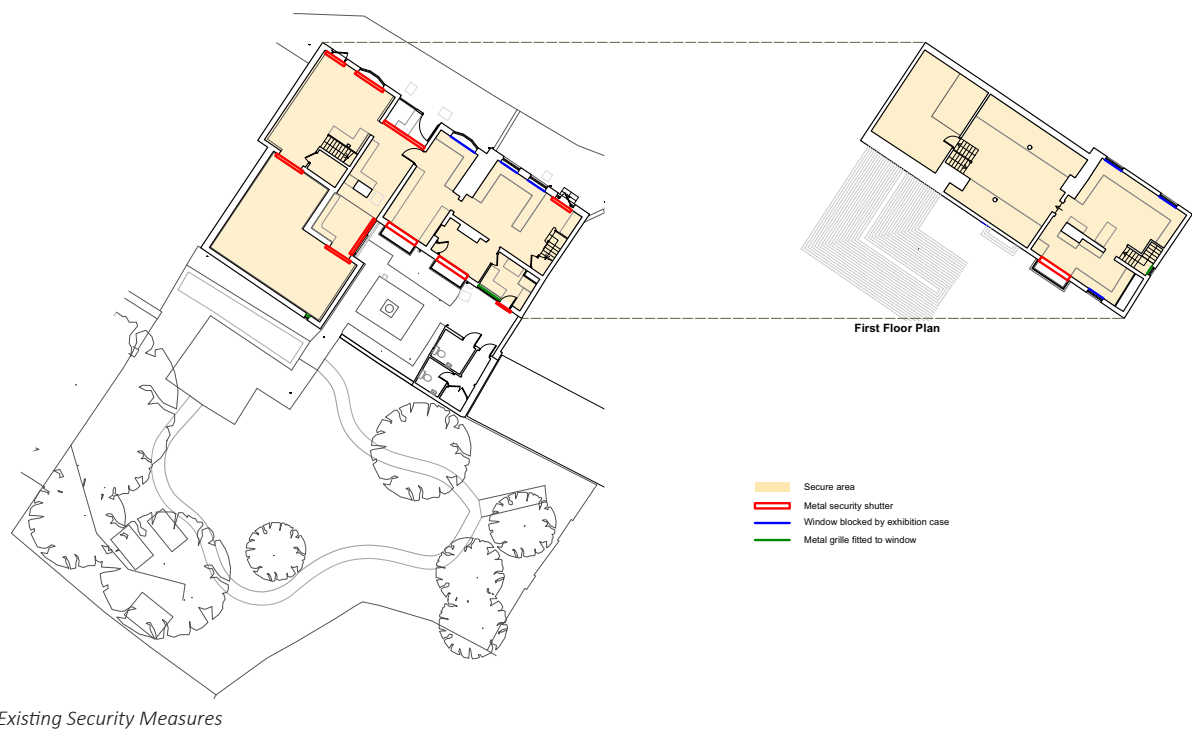 First Floor Plan
Secure area
Metal security shutter
Window blocked by exhibition case
Metal grille fitted to window
Existing Security Measures